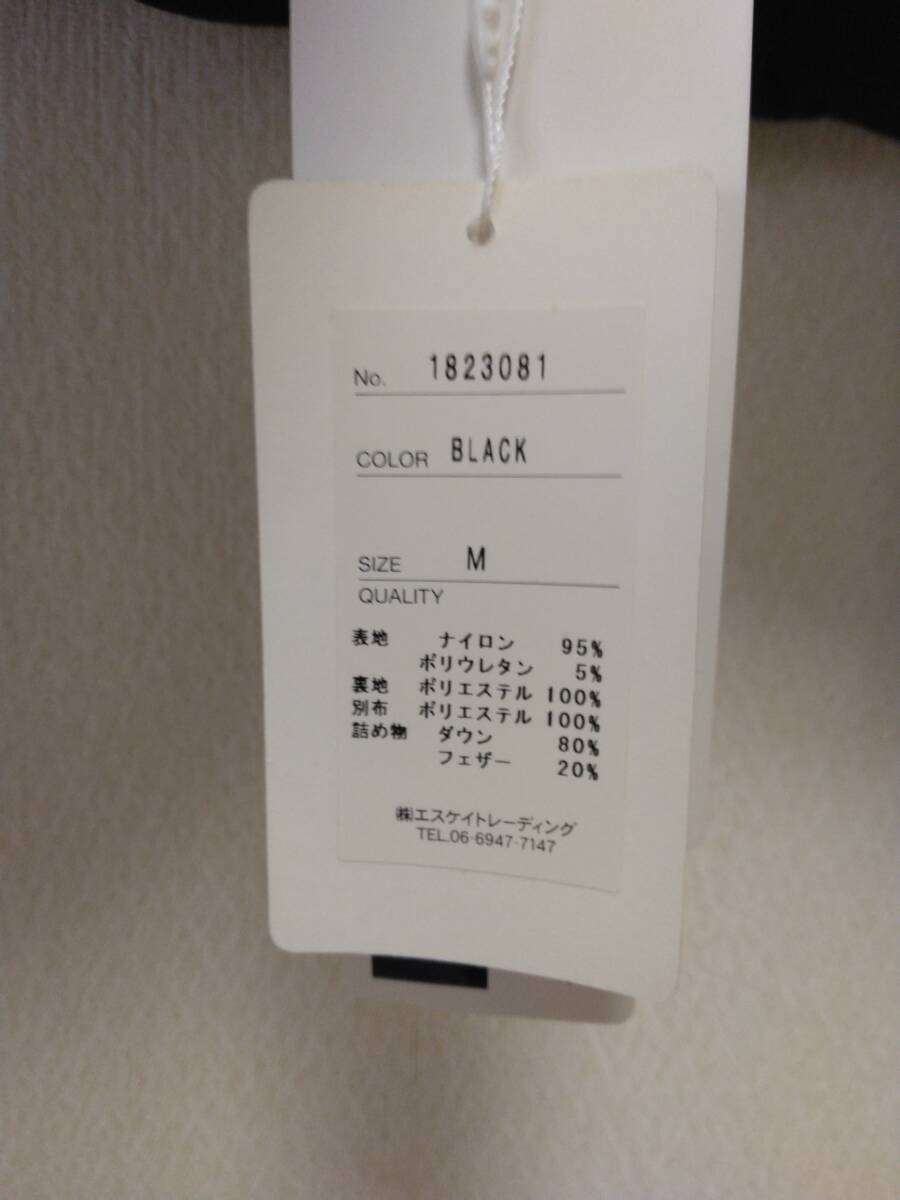 No. 1823081
COLOR BLACK
SIZE M
QUALITY
表地 ナイロン 95%
ポリウレタン 5%
裏地 ポリエステル 100%
別布 ポリエステル 100%
詰め物 ダウン 80%
フェザー 20%
㈱エスケイトレーディング
TEL.06-6947-7147